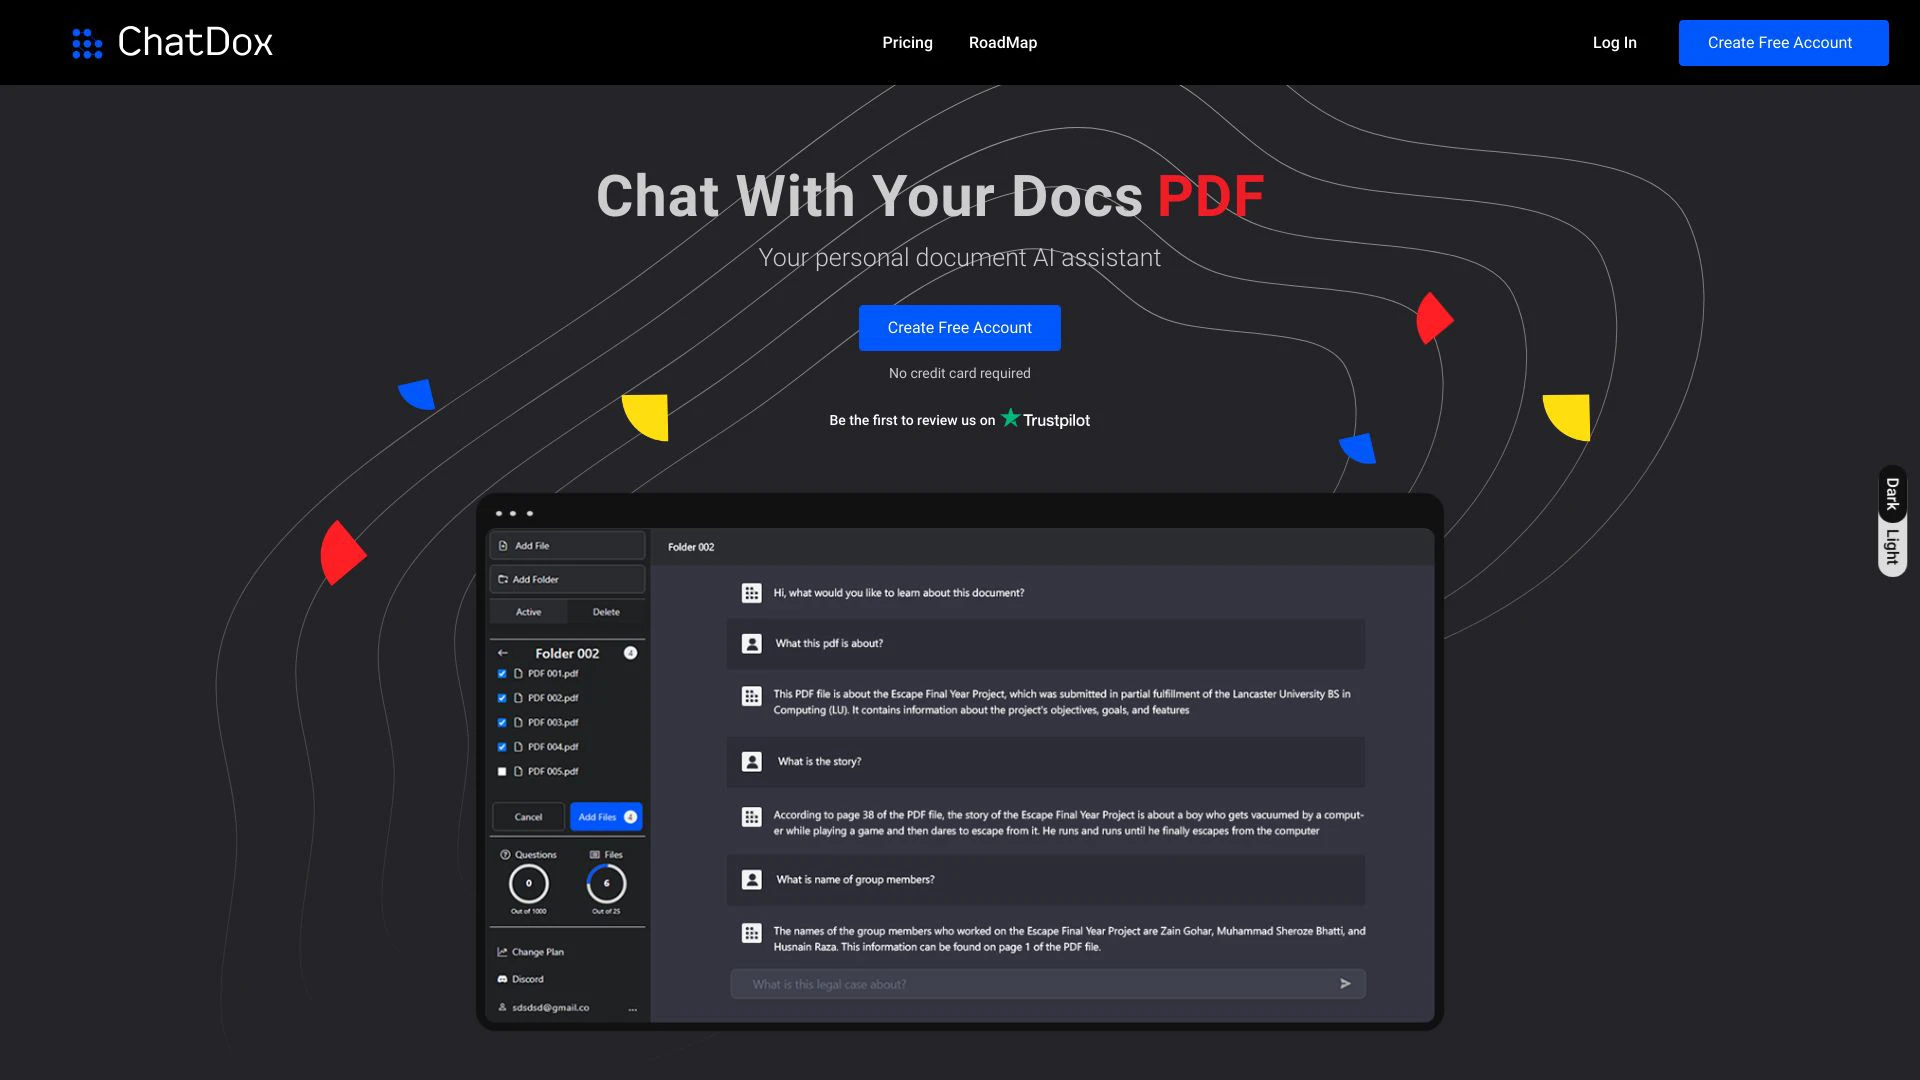 ChatDox
Pricing
RoadMap
Log In
Create Free Account
Chat With Your Docs PDF
Your personal document AI assistant
Create Free Account
No credit card required
Be the first to review us on Trustpilot
Dark
Light
Add File
Add Folder
Active
Delete
Folder 002
4
PDF 001.pdf
PDF 002.pdf
PDF 003.pdf
PDF 004.pdf
PDF 005.pdf
Cancel
Add Files 4
Questions
Files
0
6
Out of 1000
Out of 25
Change Plan
Discord
sdsdsd@gmail.co
...
Folder 002
Hi, what would you like to learn about this document?
What this pdf is about?
This PDF file is about the Escape Final Year Project, which was submitted in partial fulfillment of the Lancaster University BS in
Computing (LU). It contains information about the project's objectives, goals, and features
What is the story?
According to page 38 of the PDF file, the story of the Escape Final Year Project is about a boy who gets vacuumed by a comput-
er while playing a game and then dares to escape from it. He runs and runs until he finally escapes from the computer
What is name of group members?
The names of the group members who worked on the Escape Final Year Project are Zain Gohar, Muhammad Sheroze Bhatti, and
Husnain Raza. This information can be found on page 1 of the PDF file.
What is this legal case about?